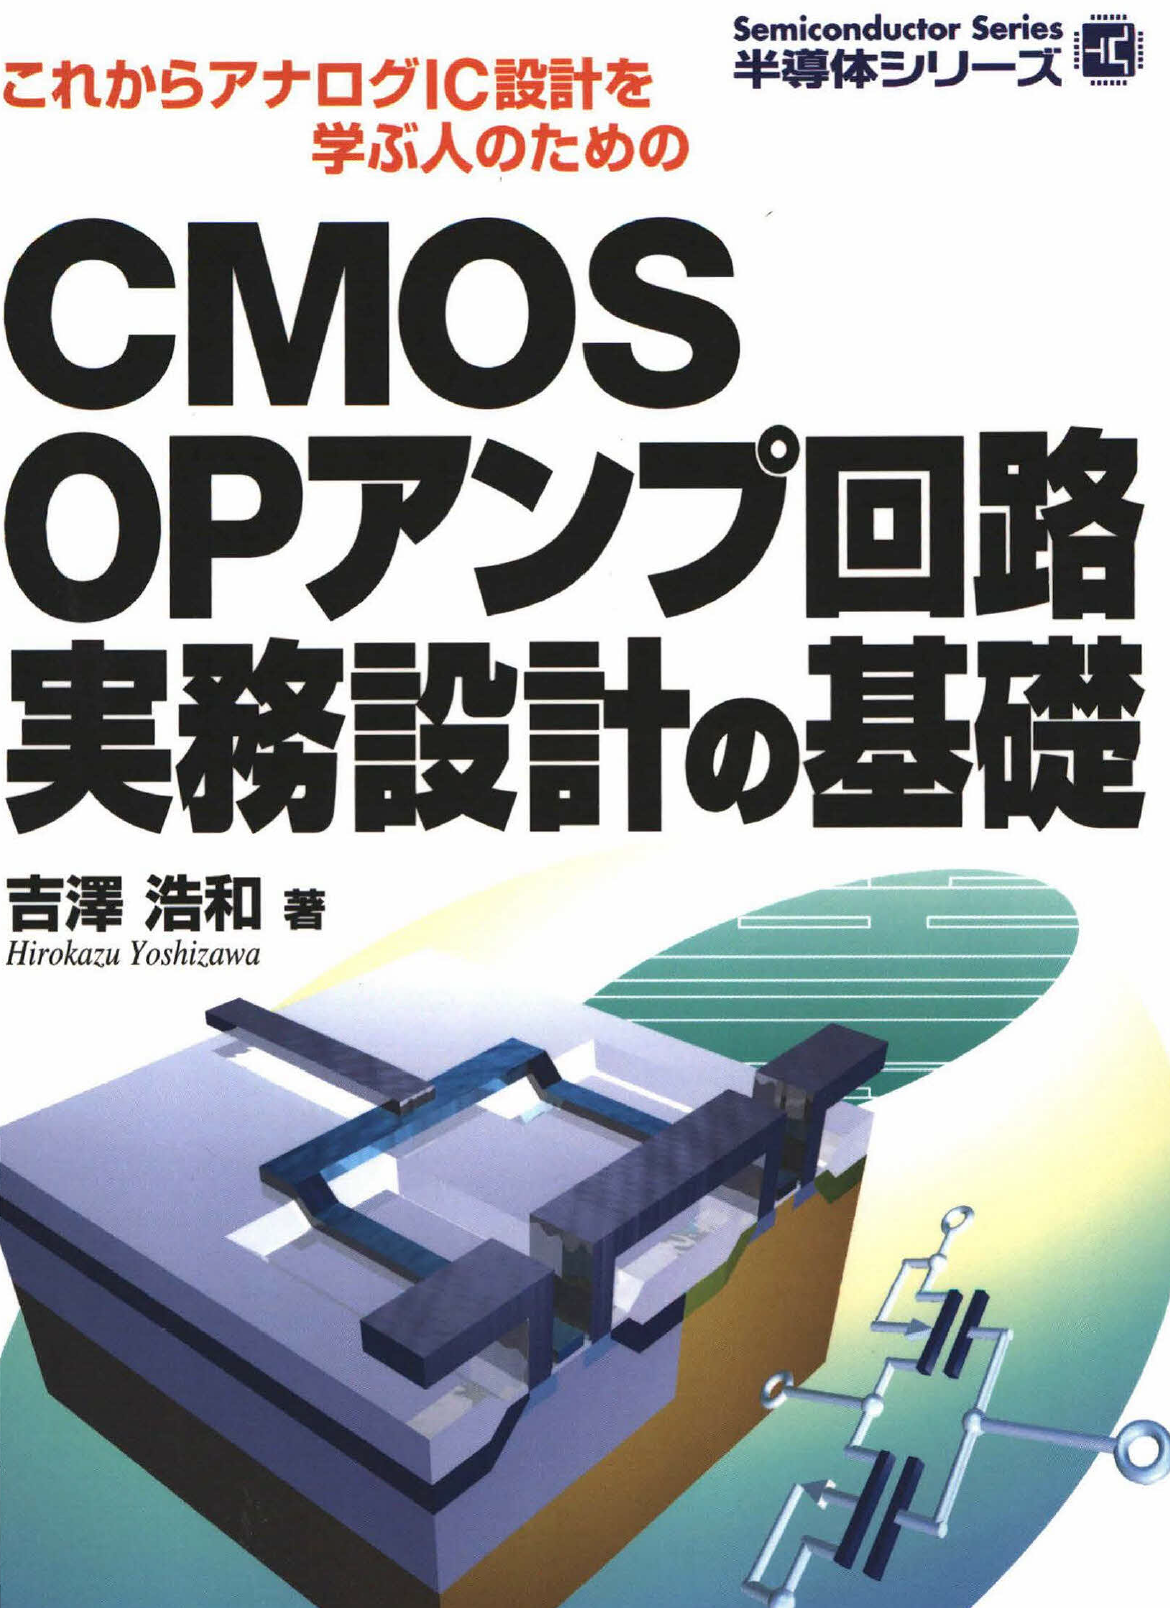 Semiconductor Series
半導体シリーズ
これからアナログIC設計を
学ぶ人のための
CMOS
OPアンプ回路
実務設計の基礎
吉澤 浩和 著
Hirokazu Yoshizawa